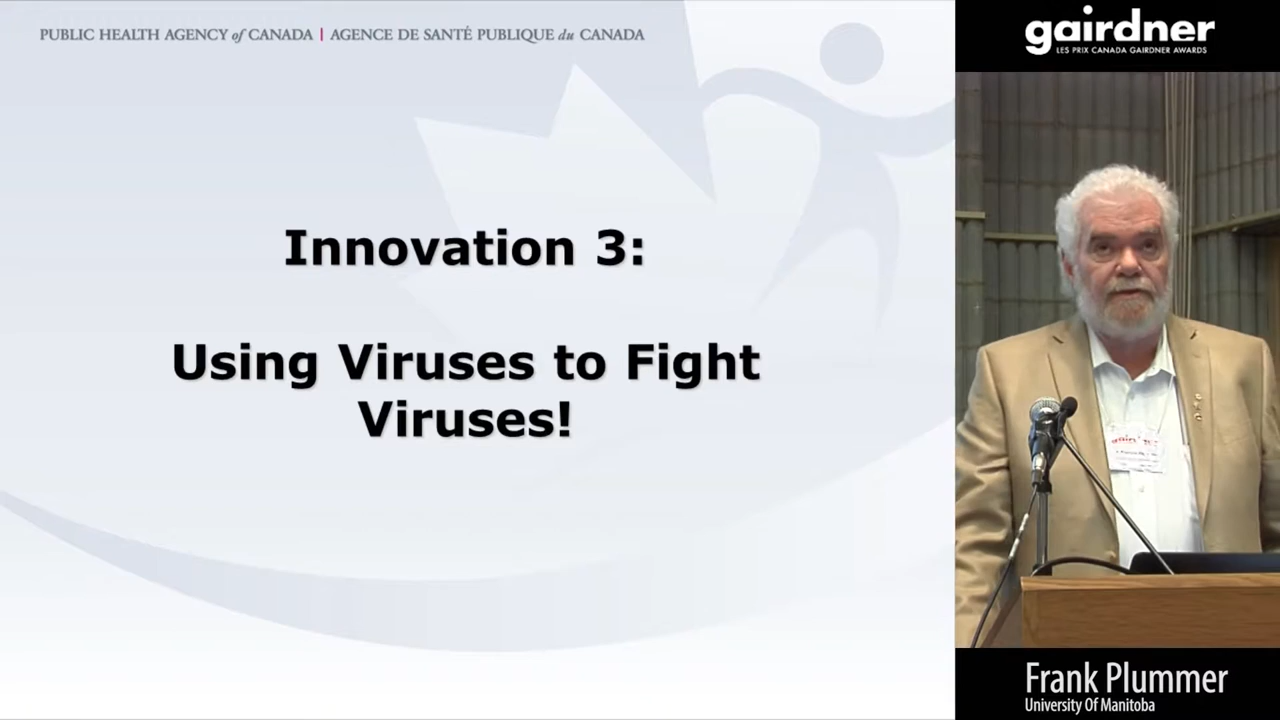 PUBLIC HEALTH AGENCY of CANADA | AGENCE DE SANTÉ PUBLIQUE du CANADA
Innovation 3:
Using Viruses to Fight
Viruses!
gairdner
LES PRIX CANADA GAIRDNER AWARDS
Frank Plummer
University Of Manitoba